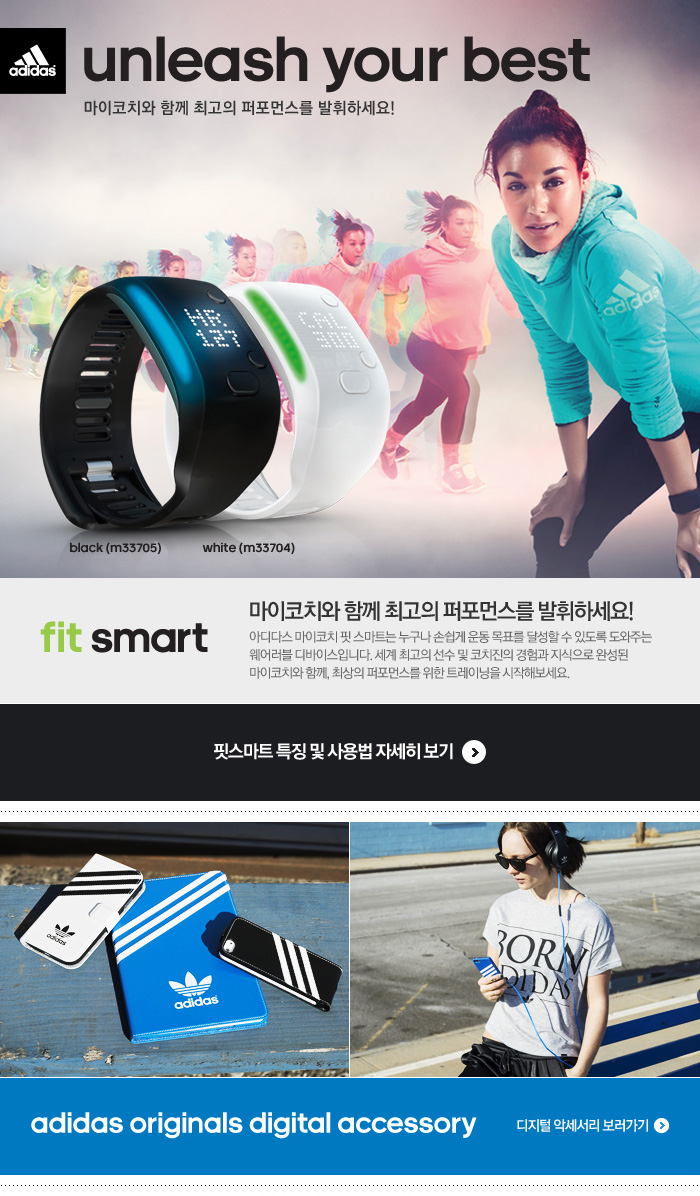 adidas
unleash your best
마이코치와 함께 최고의 퍼포먼스를 발휘하세요!
adidas
HR
127
CAL
300
black (m33705)
white (m33704)
fit smart
마이코치와 함께 최고의 퍼포먼스를 발휘하세요!
아디다스 마이코치 핏 스마트는 누구나 손쉽게 운동 목표를 달성할 수 있도록 도와주는
웨어러블 디바이스입니다. 세계 최고의 선수 및 코치진의 경험과 지식으로 완성된
마이코치와 함께, 최상의 퍼포먼스를 위한 트레이닝을 시작해보세요.
핏스마트 특징 및 사용법 자세히 보기
adidas
adidas
BORN
ADIDAS
adidas originals digital accessory
디지털 악세서리 보러가기